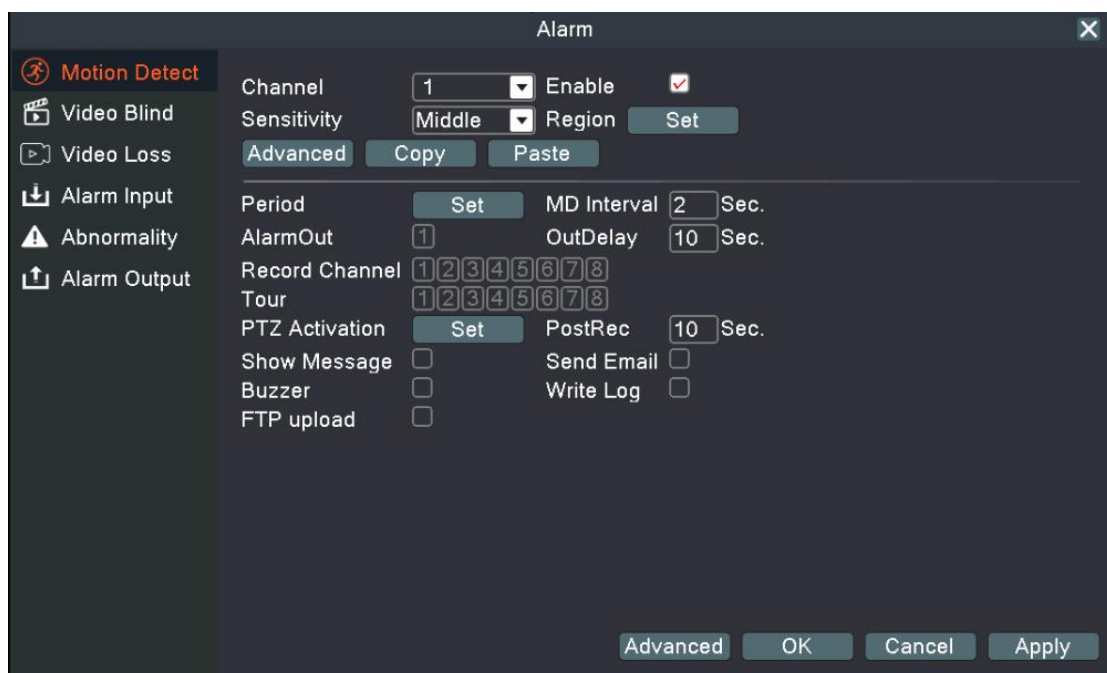 Alarm
Motion Detect
Video Blind
Video Loss
Alarm Input
Abnormality
Alarm Output
Channel 1 Enable
Sensitivity Middle Region Set
Advanced Copy Paste
Period Set MD Interval 2 Sec.
AlarmOut 1 OutDelay 10 Sec.
Record Channel 1 2 3 4 5 6 7 8
Tour 1 2 3 4 5 6 7 8
PTZ Activation Set PostRec 10 Sec.
Show Message Send Email
Buzzer Write Log
FTP upload
Advanced OK Cancel Apply